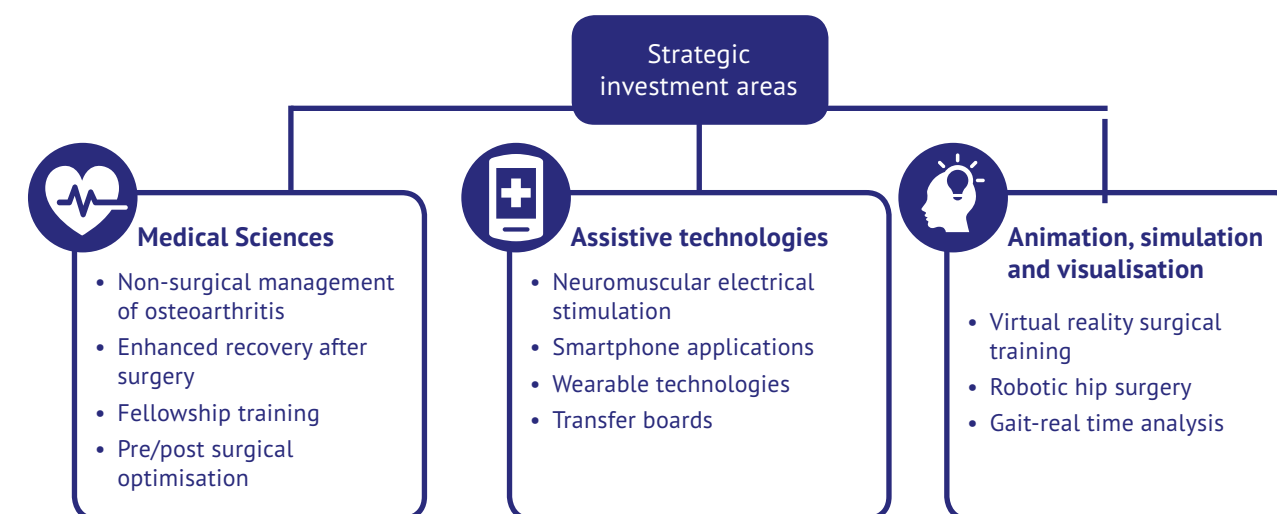 Strategic
investment areas
Medical Sciences
• Non-surgical management
of osteoarthritis
• Enhanced recovery after
surgery
• Fellowship training
• Pre/post surgical
optimisation
Assistive technologies
• Neuromuscular electrical
stimulation
• Smartphone applications
• Wearable technologies
• Transfer boards
Animation, simulation
and visualisation
• Virtual reality surgical
training
• Robotic hip surgery
• Gait-real time analysis